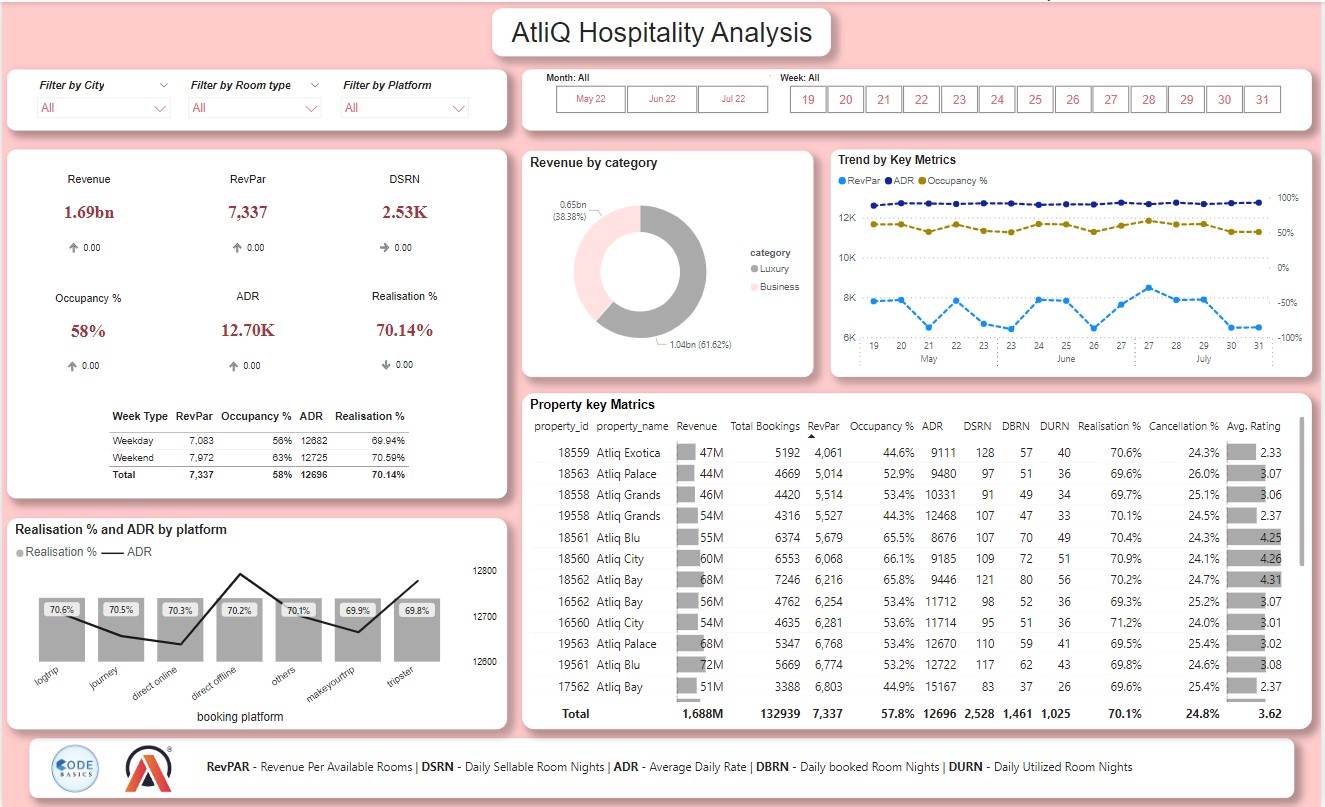 AtliQ Hospitality Analysis
Filter by City
All
Filter by Room type
All
Filter by Platform
All
Month: All
May 22 Jun 22 Jul 22
Week: All
19 20 21 22 23 24 25 26 27 28 29 30 31
Revenue
1.69bn
0.00
RevPar
7,337
0.00
DSRN
2.53K
0.00
Occupancy %
58%
0.00
ADR
12.70K
0.00
Realisation %
70.14%
0.00
Week Type RevPar Occupancy % ADR Realisation %
Weekday 7,083 56% 12682 69.94%
Weekend 7,972 63% 12725 70.59%
Total 7,337 58% 12696 70.14%
Revenue by category
0.65bn
(38.38%)
1.04bn (61.62%)
category
Luxury
Business
Trend by Key Metrics
RevPar ADR Occupancy %
12K
10K
8K
6K
100%
50%
0%
-50%
-100%
19 20 21 22 23 23 24 25 26 27 27 28 29 30 31
May June July
Realisation % and ADR by platform
Realisation % ADR
12800
12700
12600
70.6% 70.5% 70.3% 70.2% 70.1% 69.9% 69.8%
logtrip journey direct online direct offline others makeyourtrip tripster
booking platform
Property key Matrics
property_id property_name Revenue Total Bookings RevPar Occupancy % ADR DSRN DBRN DURN Realisation % Cancellation % Avg. Rating
18559 Atliq Exotica 47M 5192 4,061 44.6% 9111 128 57 40 70.6% 24.3% 2.33
18563 Atliq Palace 44M 4669 5,014 52.9% 9480 97 51 36 69.6% 26.0% 3.07
18558 Atliq Grands 46M 4420 5,514 53.4% 10331 91 49 34 69.7% 25.1% 3.06
19558 Atliq Grands 54M 4316 5,527 44.3% 12468 107 47 33 70.1% 24.5% 2.37
18561 Atliq Blu 55M 6374 5,679 65.5% 8676 107 70 49 70.4% 24.3% 4.25
18560 Atliq City 60M 6553 6,068 66.1% 9185 109 72 51 70.9% 24.1% 4.26
18562 Atliq Bay 68M 7246 6,216 65.8% 9446 121 80 56 70.2% 24.7% 4.31
16562 Atliq Bay 56M 4762 6,254 53.4% 11712 98 52 36 69.3% 25.2% 3.07
16560 Atliq City 54M 4635 6,281 53.6% 11714 95 51 36 71.2% 24.0% 3.01
19563 Atliq Palace 68M 5347 6,768 53.4% 12670 110 59 41 69.5% 25.4% 3.02
19561 Atliq Blu 72M 5669 6,774 53.2% 12722 117 62 43 69.8% 24.6% 3.08
17562 Atliq Bay 51M 3388 6,803 44.9% 15167 83 37 26 69.6% 25.4% 2.37
Total 1,688M 132939 7,337 57.8% 12696 2,528 1,461 1,025 70.1% 24.8% 3.62
CODE
BASICS
®
RevPAR - Revenue Per Available Rooms | DSRN - Daily Sellable Room Nights | ADR - Average Daily Rate | DBRN - Daily booked Room Nights | DURN - Daily Utilized Room Nights